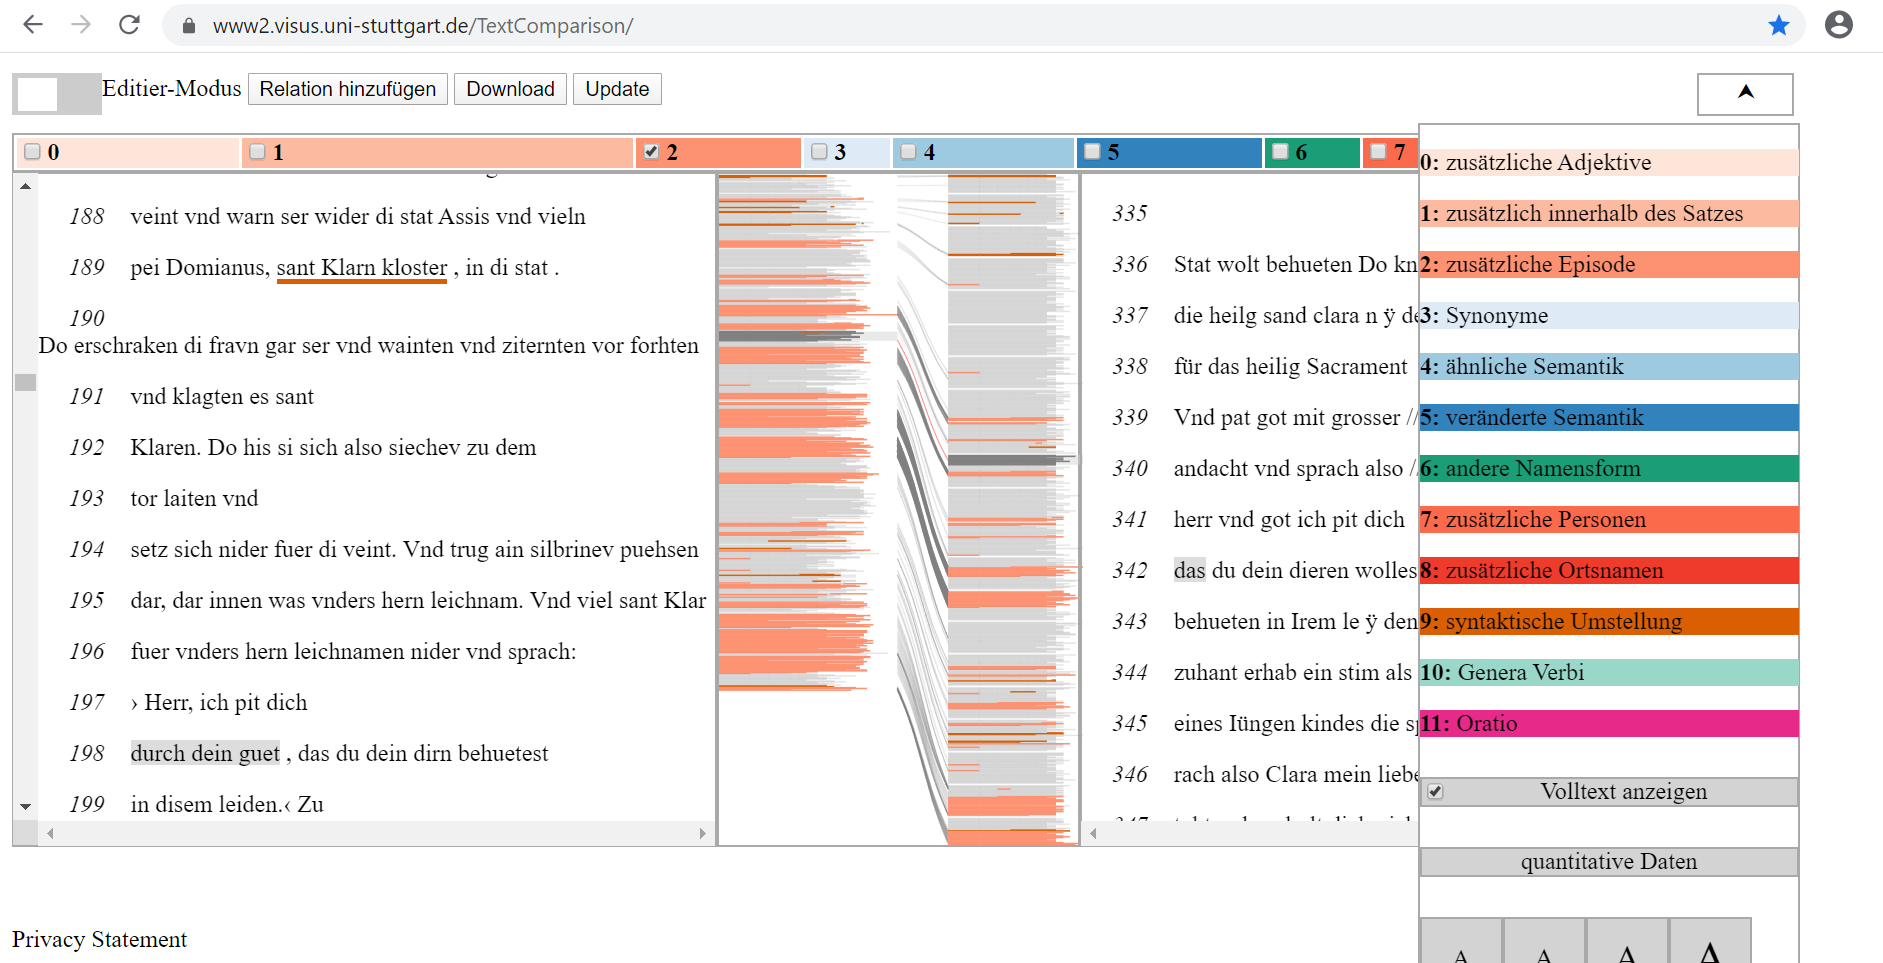 www2.visus.uni-stuttgart.de/TextComparison/
Editier-Modus Relation hinzufügen Download Update
0 1 2 3 4 5 6 7
188 veint vnd warn ser wider di stat Assis vnd vieln
189 pei Domianus, sant Klarn kloster , in di stat .
190
Do erschraken di fravn gar ser vnd wainten vnd ziternten vor forhten
191 vnd klagten es sant
192 Klaren. Do his si sich also siechev zu dem
193 tor laiten vnd
194 setz sich nider fuer di veint. Vnd trug ain silbrinev puehsen
195 dar, dar innen was vnders hern leichnam. Vnd viel sant Klar
196 fuer vnders hern leichnamen nider vnd sprach:
197 › Herr, ich pit dich
198 durch dein guet , das du dein dirn behuetest
199 in disem leiden.‹ Zu
335
336 Stat wolt behueten Do kn
337 die heilg sand clara n ÿ de
338 für das heilig Sacrament
339 Vnd pat got mit grosser //
340 andacht vnd sprach also /
341 herr vnd got ich pit dich
342 das du dein dieren wolles
343 behueten in Irem le ÿ den
344 zuhant erhab ein stim als
345 eines Iüngen kindes die sp
346 rach also Clara mein liebe
0: zusätzliche Adjektive
1: zusätzlich innerhalb des Satzes
2: zusätzliche Episode
3: Synonyme
4: ähnliche Semantik
5: veränderte Semantik
6: andere Namensform
7: zusätzliche Personen
8: zusätzliche Ortsnamen
9: syntaktische Umstellung
10: Genera Verbi
11: Oratio
Volltext anzeigen
quantitative Daten
A A A A
Privacy Statement